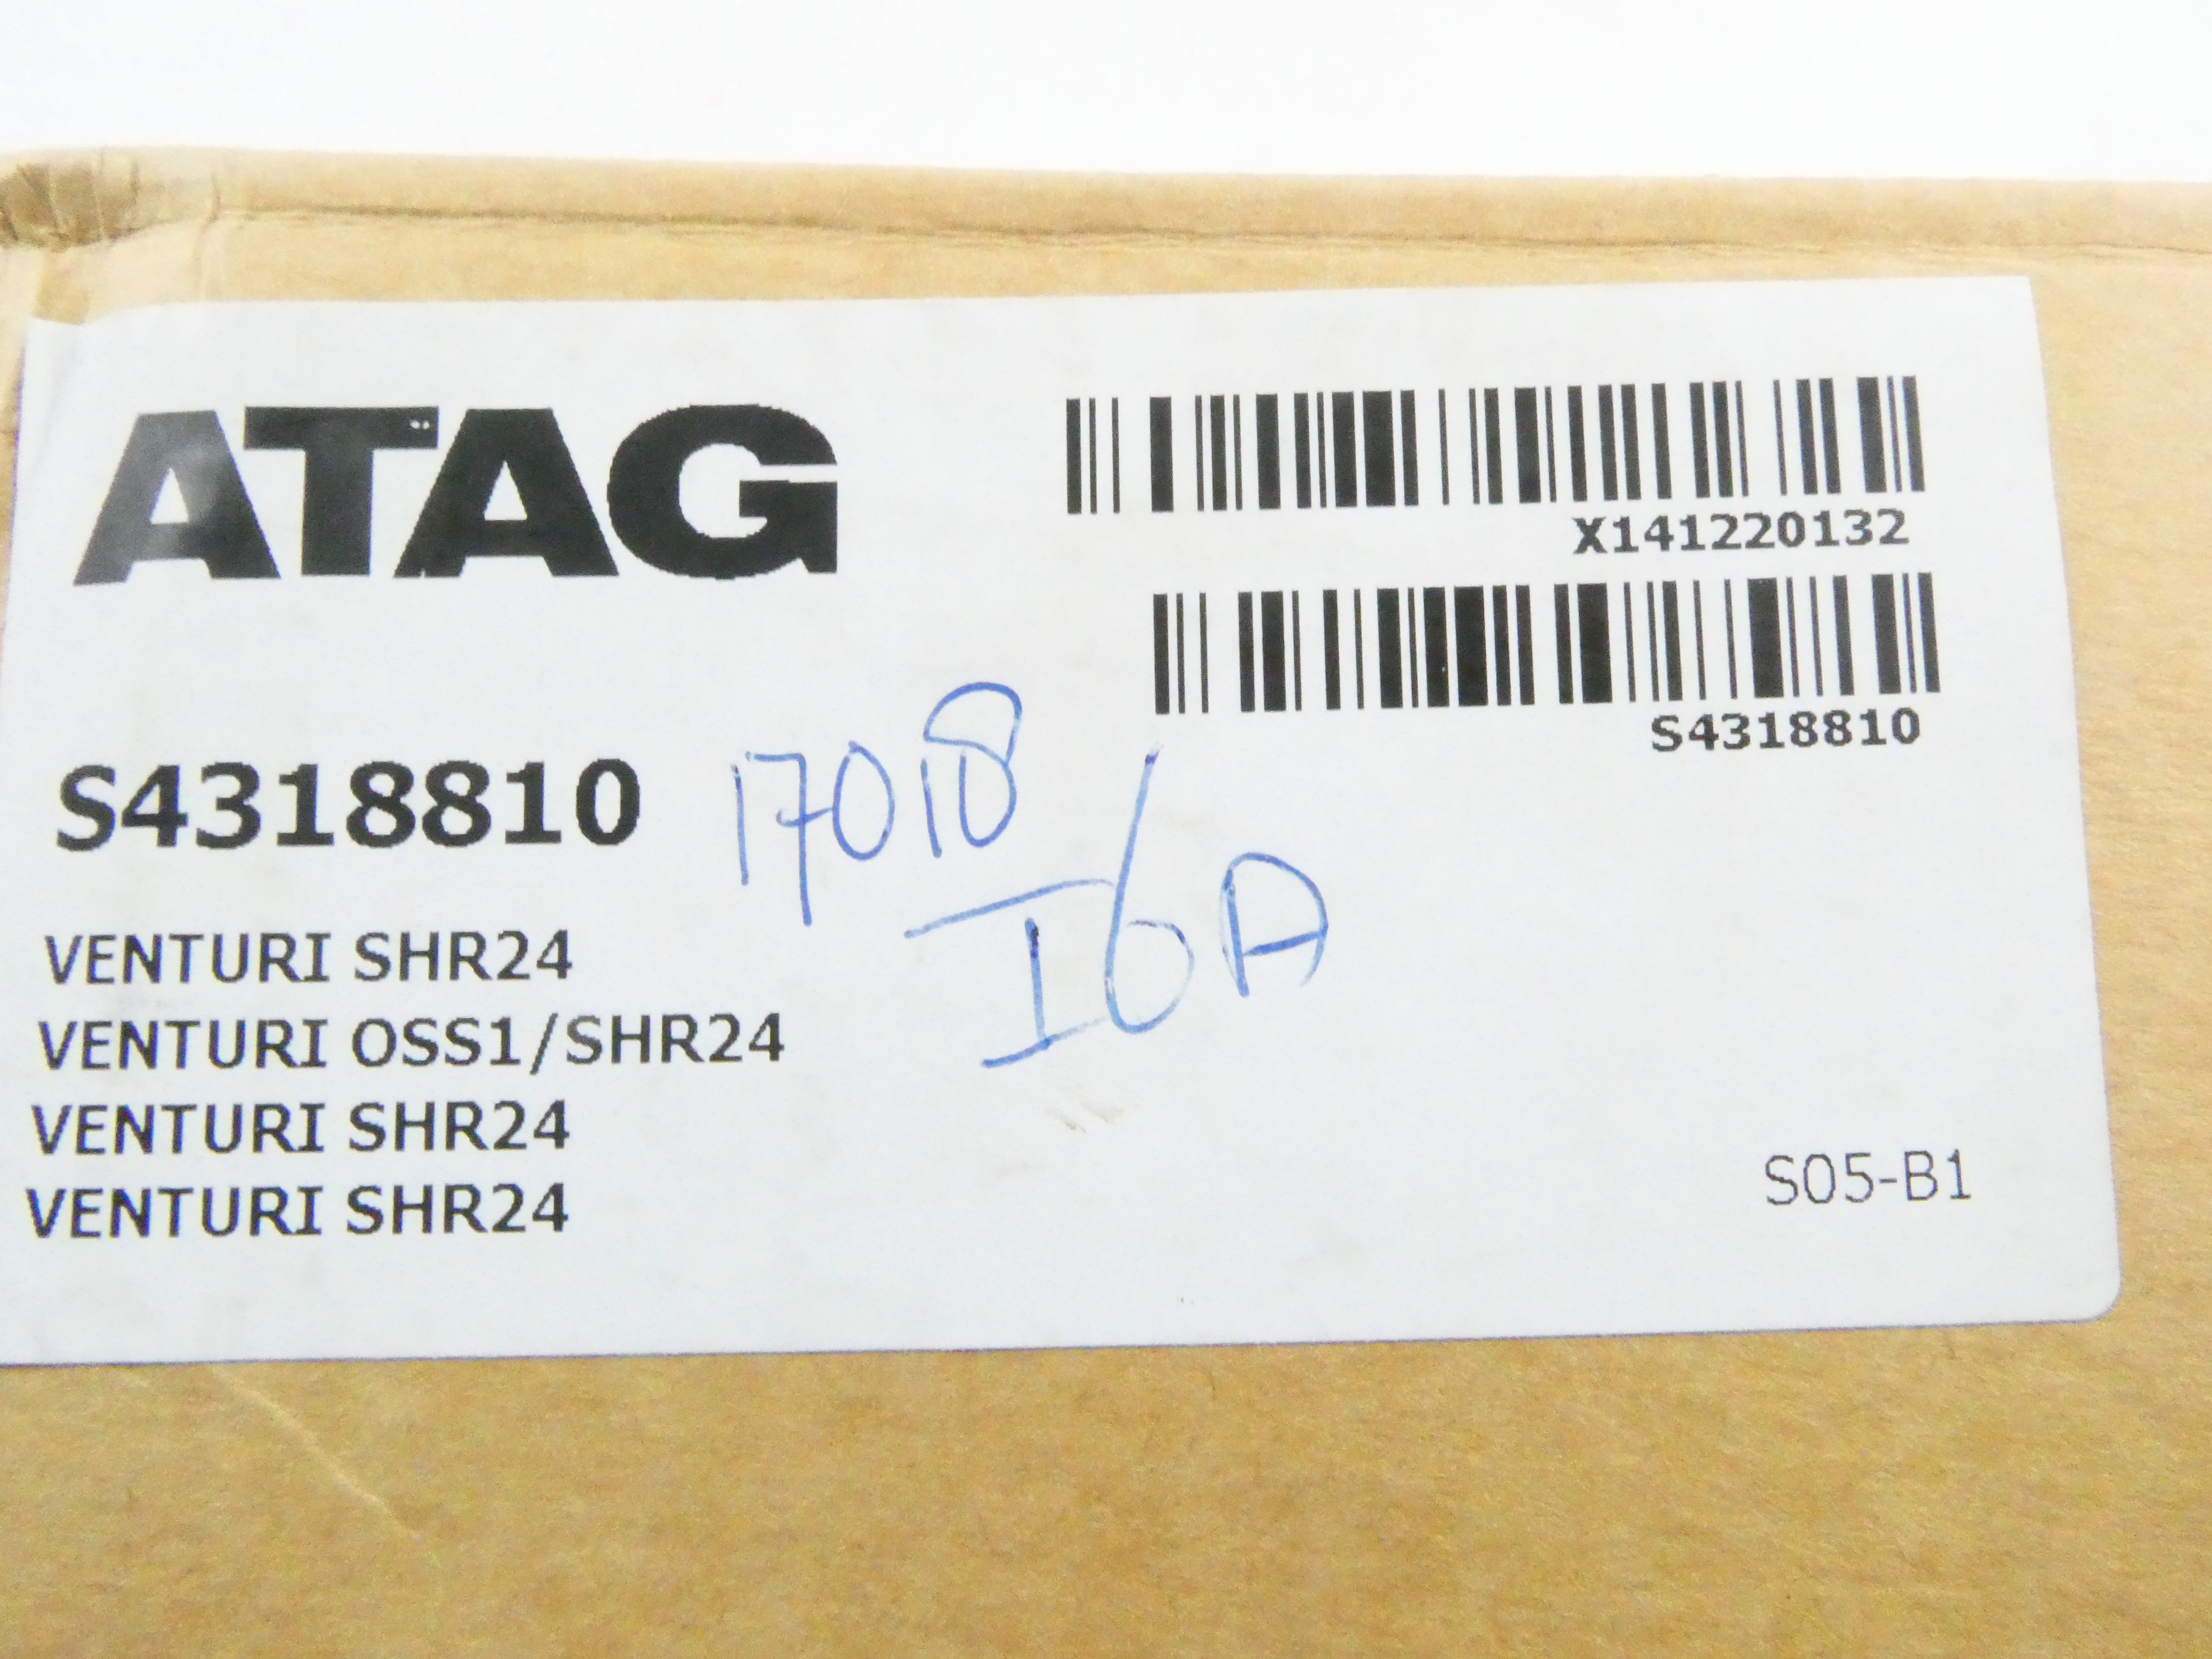 ATAG
X141220132
S4318810
S4318810
17018
I6A
VENTURI SHR24
VENTURI OSS1/SHR24
VENTURI SHR24
VENTURI SHR24
S05-B1